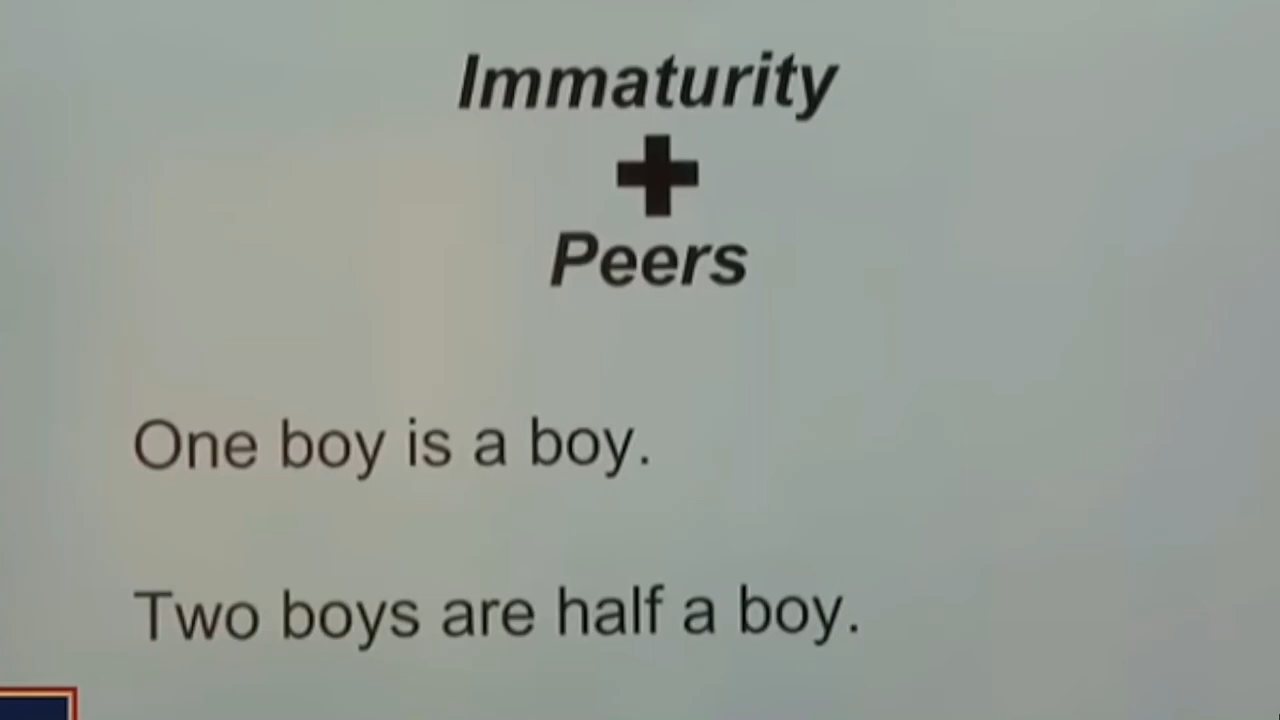 Immaturity
+
Peers
One boy is a boy.
Two boys are half a boy.